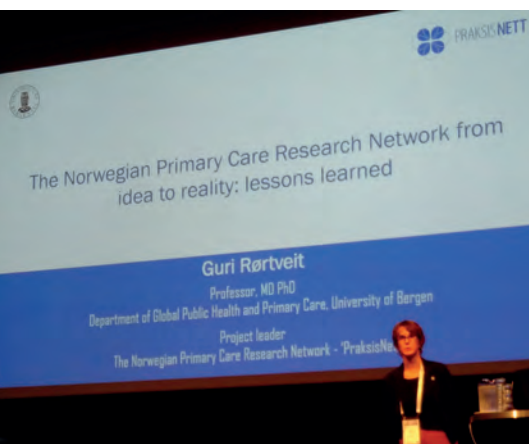 PRAKSISNETT
The Norwegian Primary Care Research Network from
idea to reality: lessons learned
Guri Rørtveit
Professor, MD PhD
Department of Global Public Health and Primary Care, University of Bergen
Project leader
The Norwegian Primary Care Research Network -